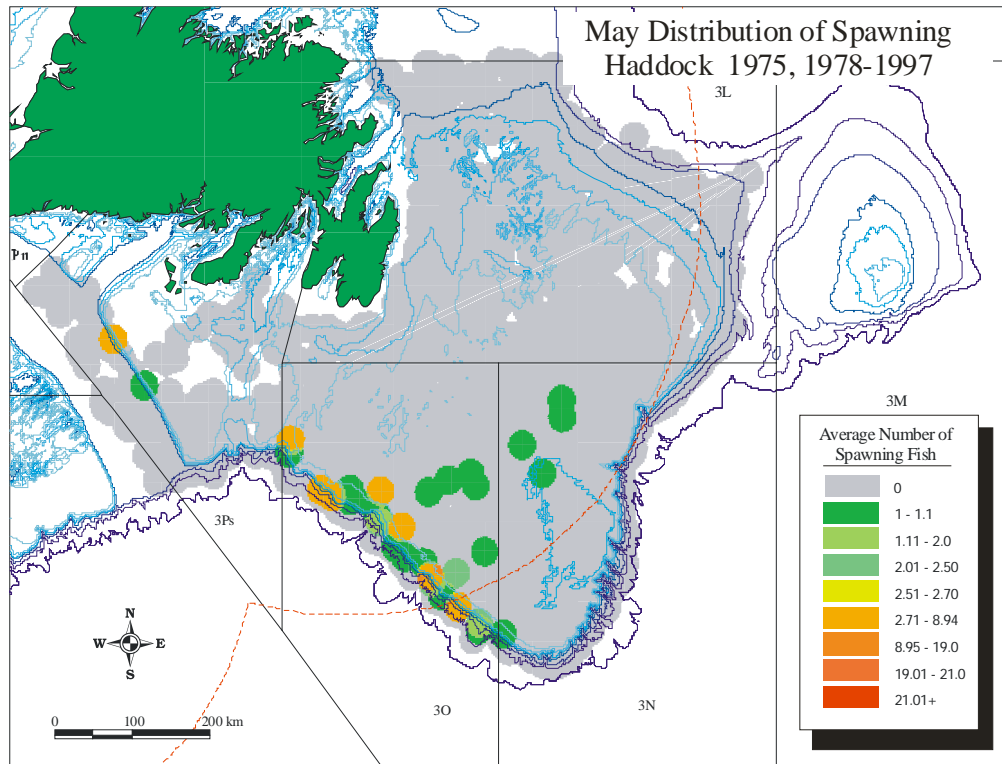 May Distribution of Spawning
Haddock 1975, 1978-1997
3L
P n
3M
Average Number of
Spawning Fish
0
1 - 1.1
1.11 - 2.0
2.01 - 2.50
2.51 - 2.70
2.71 - 8.94
8.95 - 19.0
19.01 - 21.0
21.01+
3Ps
N
W E
S
3O
3N
0 100 200 km